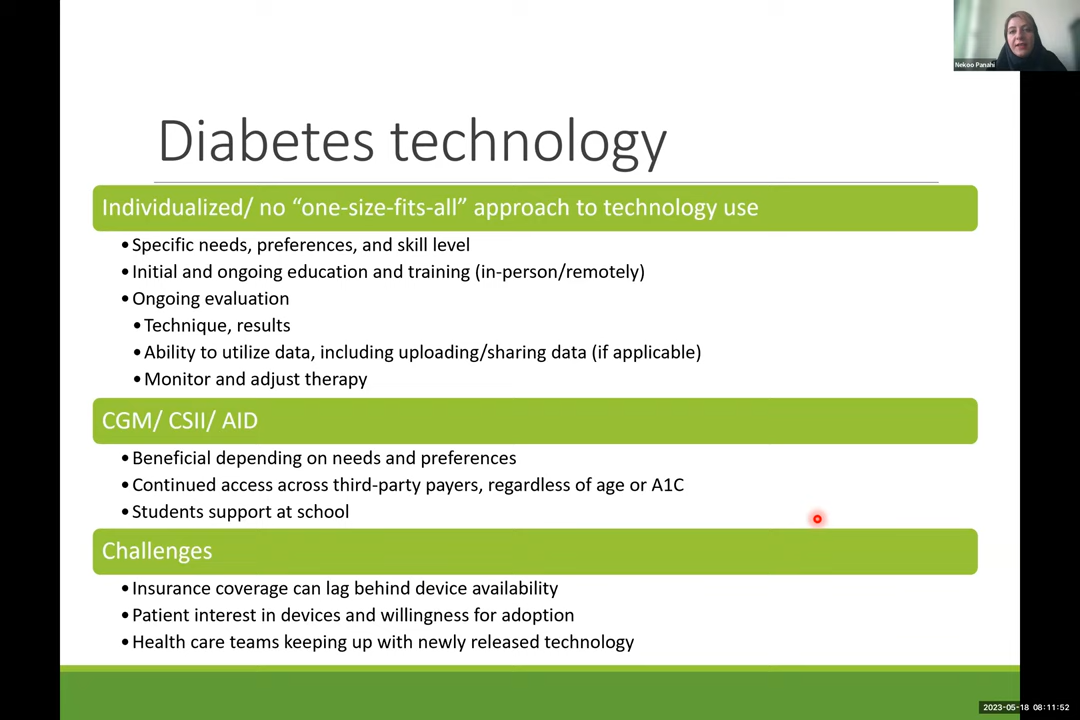 Nekoo Panahi
Diabetes technology
Individualized/ no “one-size-fits-all” approach to technology use
•Specific needs, preferences, and skill level
•Initial and ongoing education and training (in-person/remotely)
•Ongoing evaluation
•Technique, results
•Ability to utilize data, including uploading/sharing data (if applicable)
•Monitor and adjust therapy
CGM/ CSII/ AID
•Beneficial depending on needs and preferences
•Continued access across third-party payers, regardless of age or A1C
•Students support at school
Challenges
•Insurance coverage can lag behind device availability
•Patient interest in devices and willingness for adoption
•Health care teams keeping up with newly released technology
2023-05-18 08:11:52